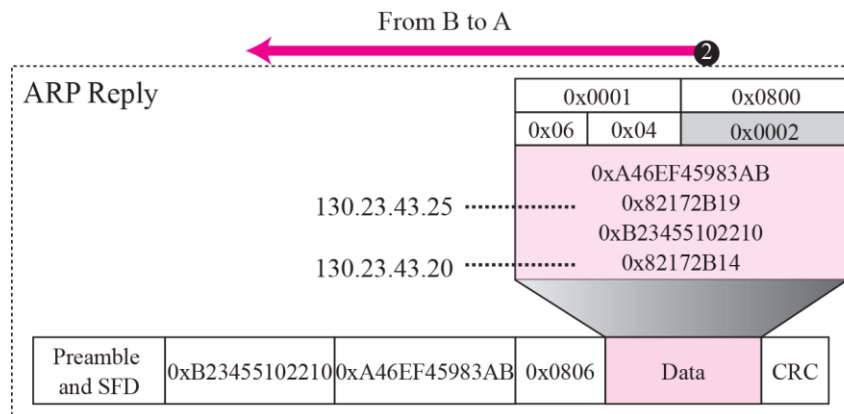 From B to A
2
ARP Reply
0x0001 0x0800
0x06 0x04 0x0002
0xA46EF45983AB
130.23.43.25 0x82172B19
0xB23455102210
130.23.43.20 0x82172B14
Preamble
and SFD 0xB23455102210 0xA46EF45983AB 0x0806 Data CRC